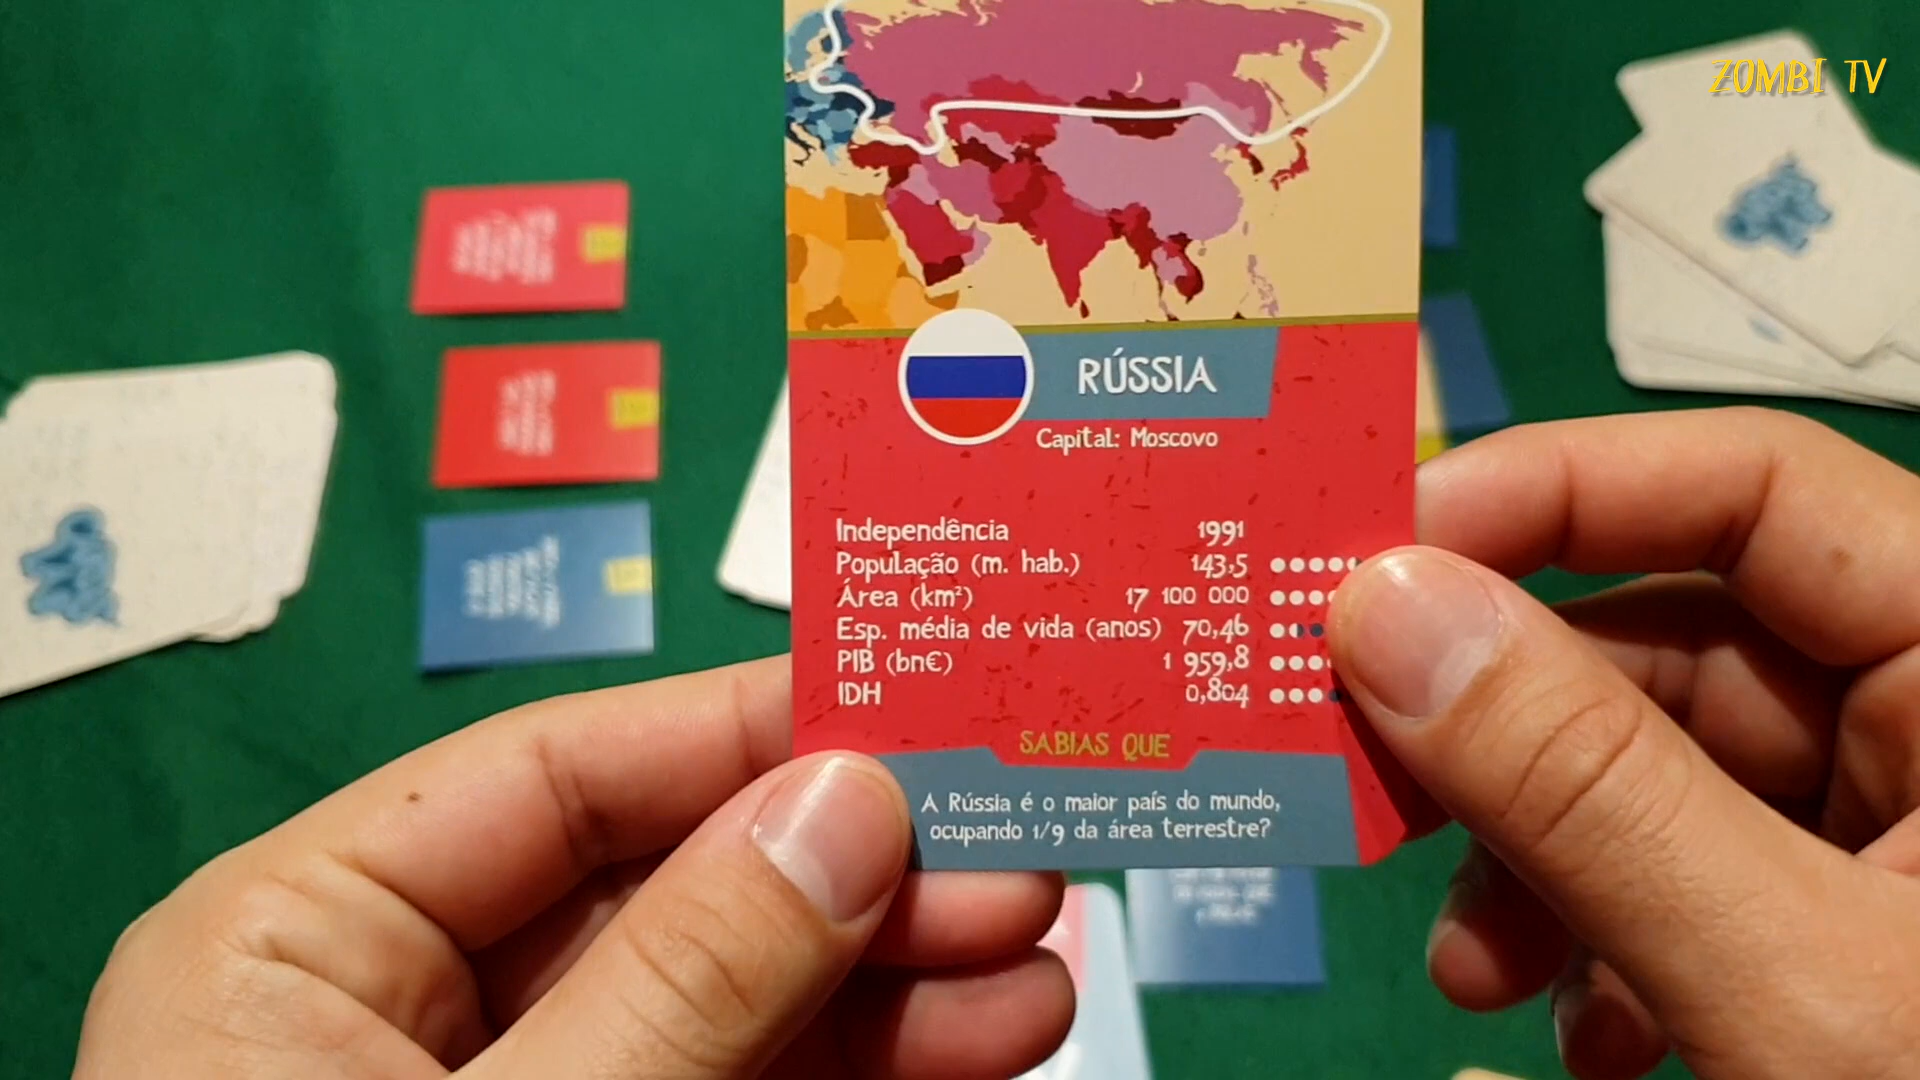 ZOMBI TV
RÚSSIA
Capital: Moscovo
Independência 1991
População (m. hab.) 143,5
Área (km²) 17 100 000
Esp. média de vida (anos) 70,46
PIB (bn€) 1 959,8
IDH 0,804
SABIAS QUE
A Rússia é o maior país do mundo,
ocupando 1/9 da área terrestre?